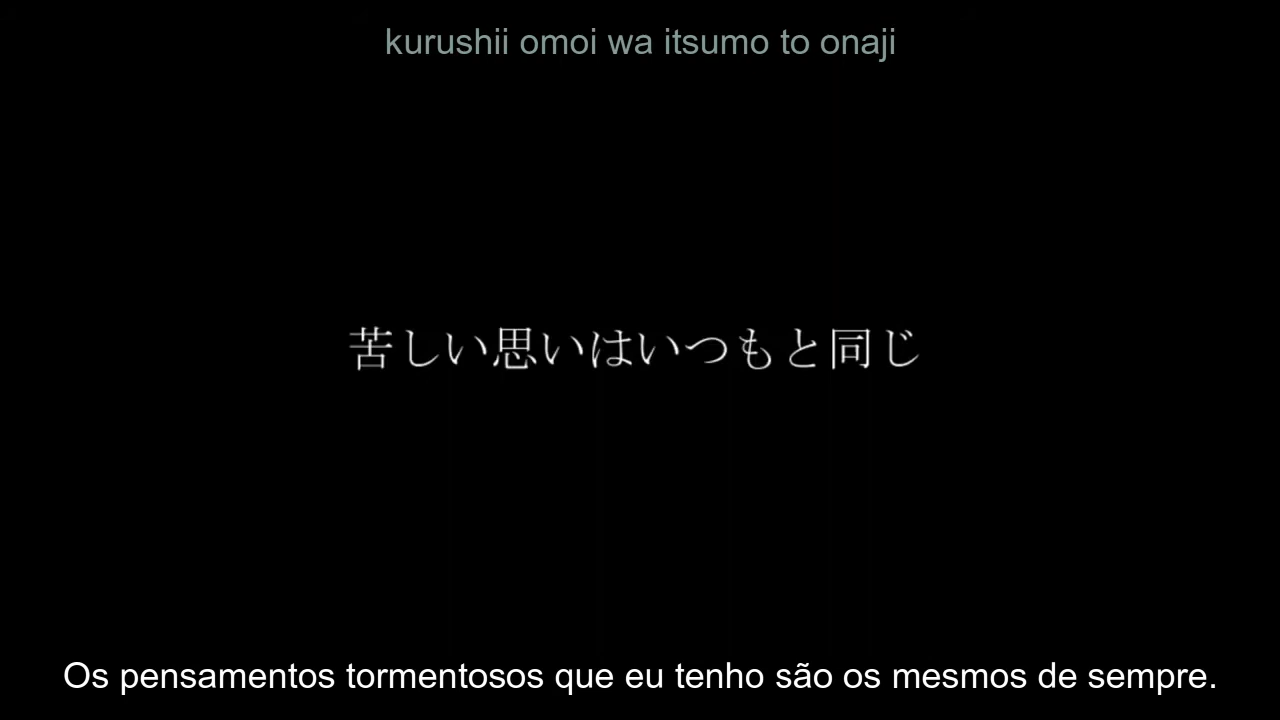 kurushii omoi wa itsumo to onaji
苦しい思いはいつもと同じ
Os pensamentos tormentosos que eu tenho são os mesmos de sempre.